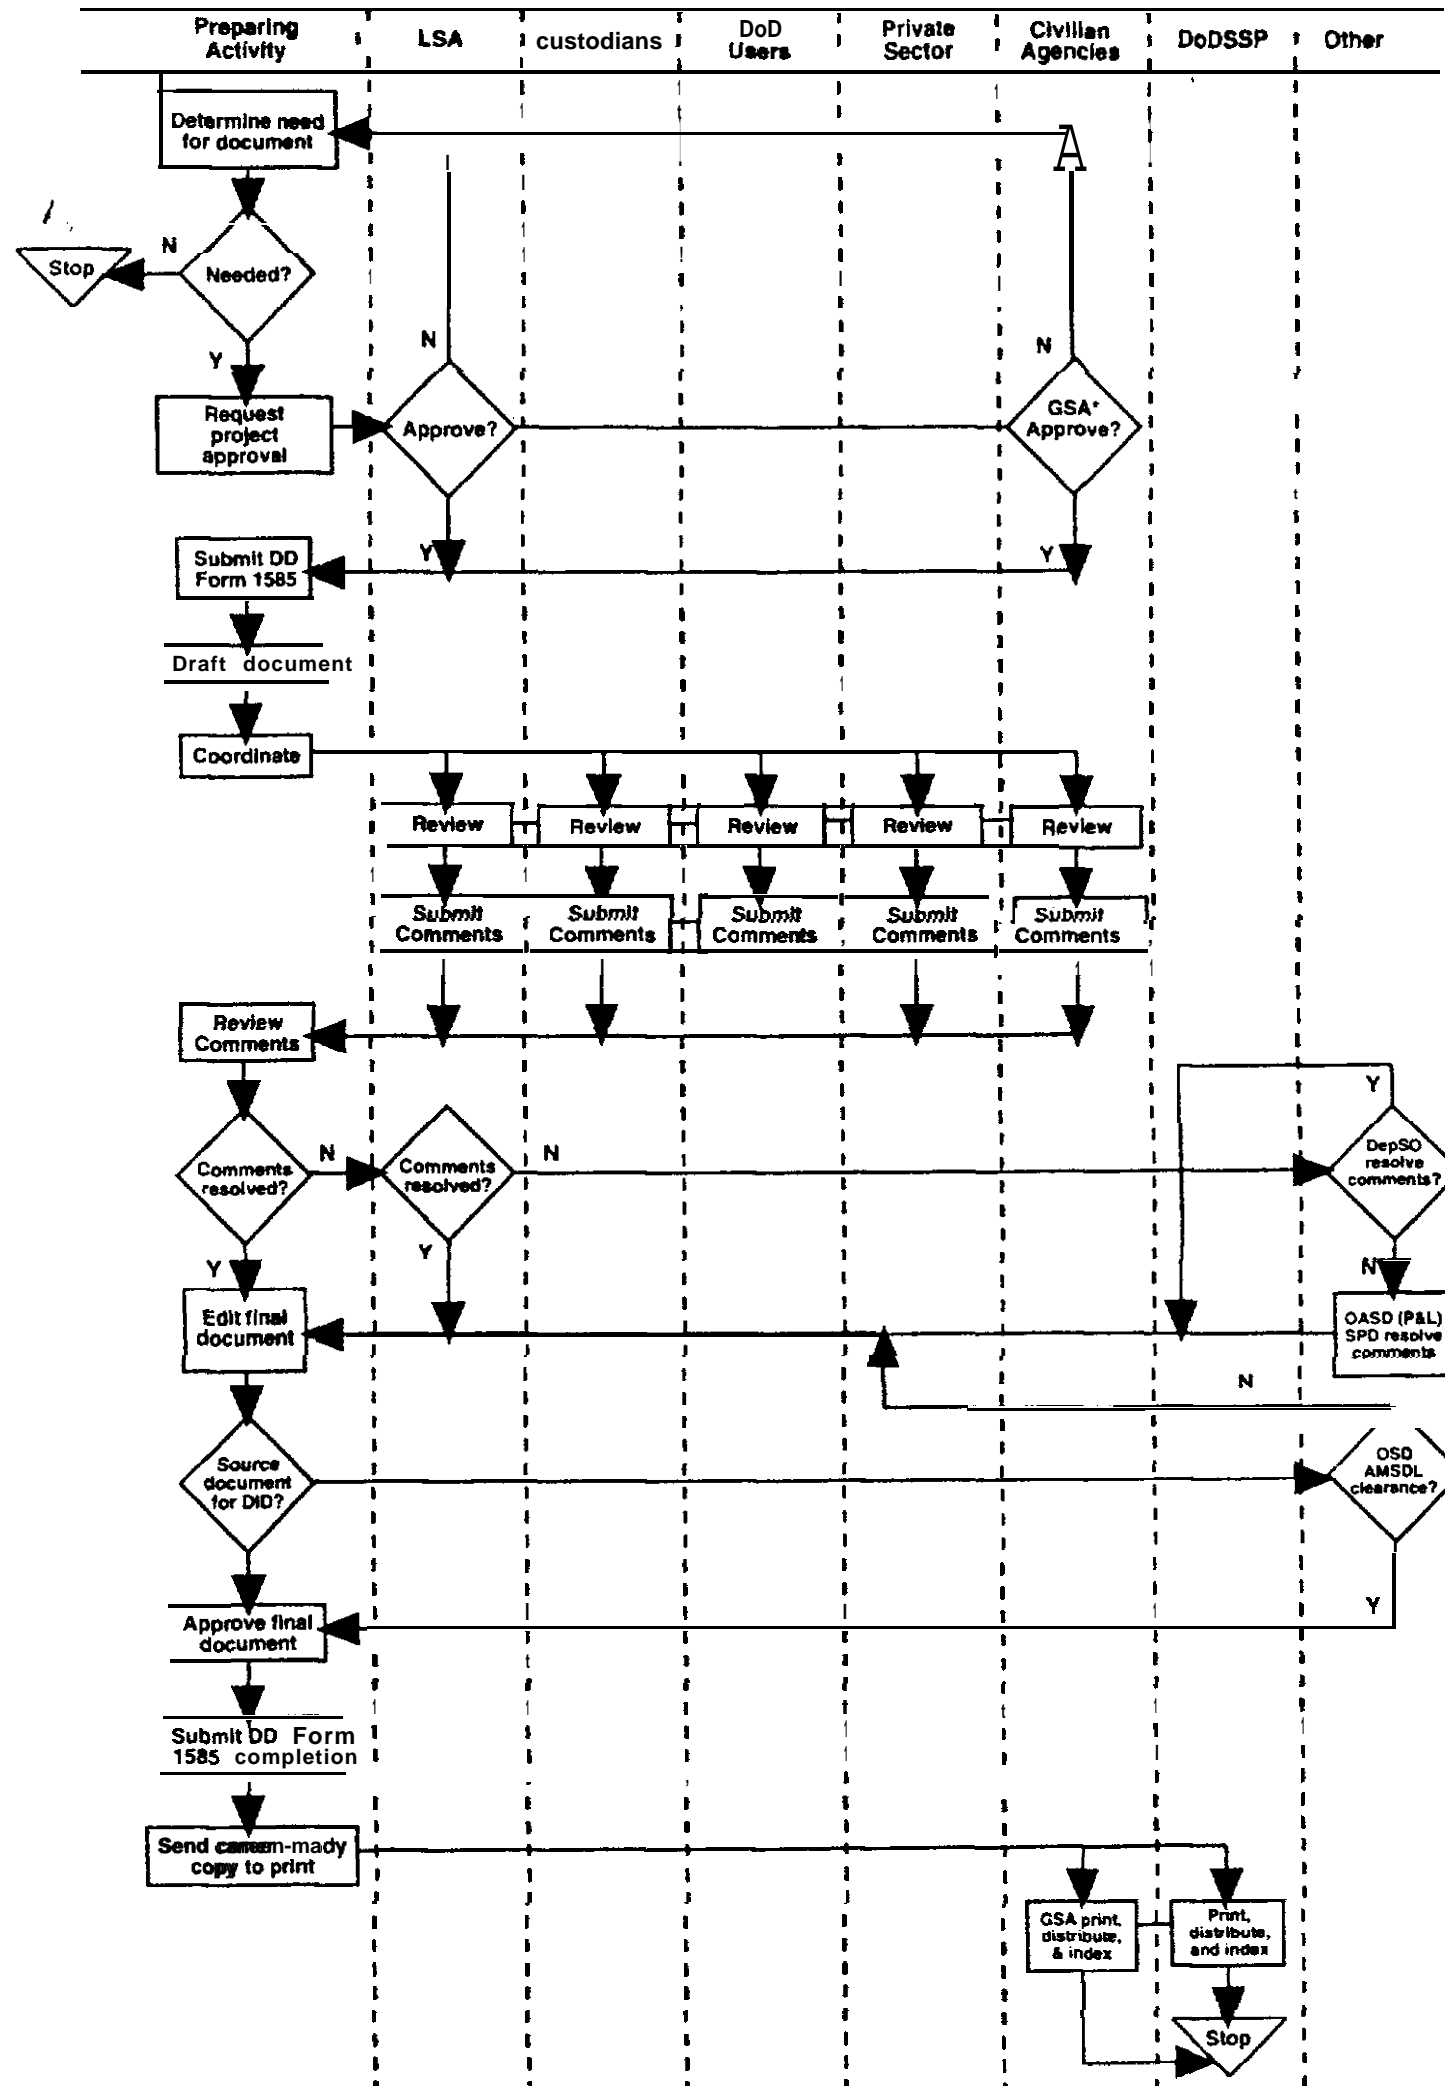 Preparing
Activity
LSA
custodians
DoD
Users
Private
Sector
Civilian
Agencies
DoDSSP
Other
Determine need
for document
A
N
Stop
Needed?
Y
N
N
Request
project
approval
Approve?
GSA*
Approve?
Y
Y
Submit DD
Form 1585
Draft document
Coordinate
Review
Review
Review
Review
Review
Submit
Comments
Submit
Comments
Submit
Comments
Submit
Comments
Submit
Comments
Review
Comments
Y
Comments
resolved?
N
Comments
resolved?
N
DepSO
resolve
comments?
Y
Y
N
Edit final
document
OASD (P&L)
SPD resolve
comments
N
Source
document
for DID?
OSD
AMSDL
clearance?
Y
Approve final
document
Submit DD Form
1585 completion
Send
copy to print
GSA print,
distribute,
& index
Print,
distribute,
and index
Stop